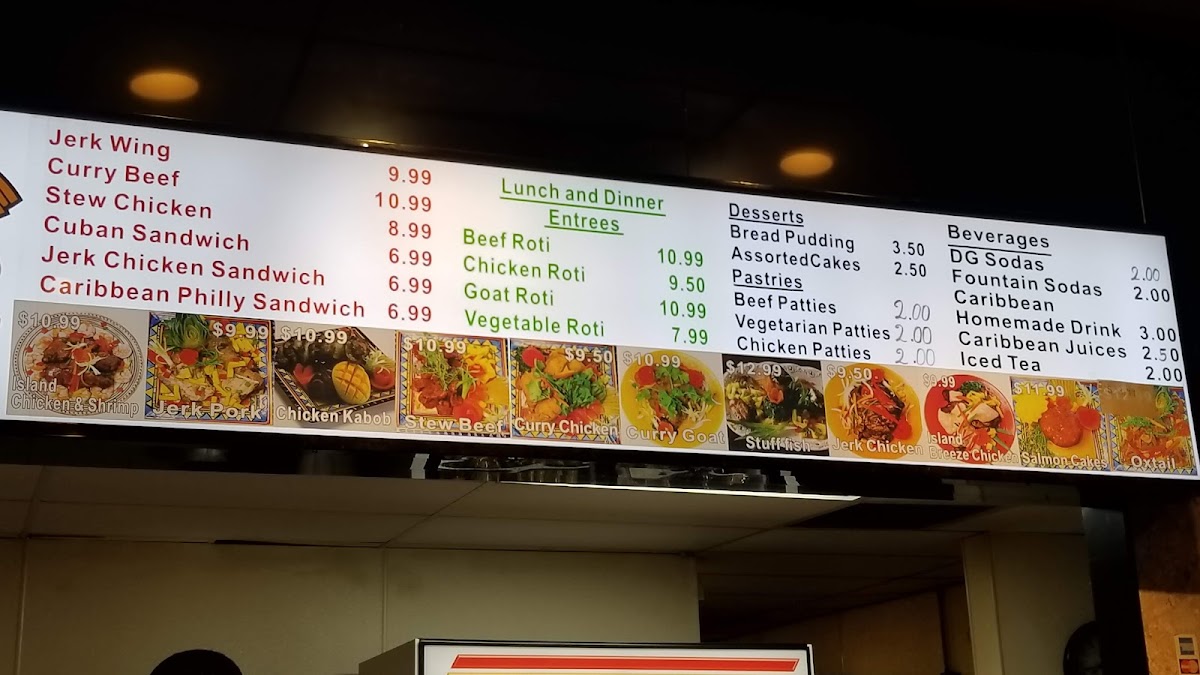 Jerk Wing 9.99
Curry Beef 10.99
Stew Chicken 8.99
Cuban Sandwich 6.99
Jerk Chicken Sandwich 6.99
Caribbean Philly Sandwich 6.99
Lunch and Dinner
Entrees
Beef Roti 10.99
Chicken Roti 9.50
Goat Roti 10.99
Vegetable Roti 7.99
Desserts
Bread Pudding 3.50
AssortedCakes 2.50
Pastries
Beef Patties 2.00
Vegetarian Patties 2.00
Chicken Patties 2.00
Beverages
DG Sodas 2.00
Fountain Sodas 2.00
Caribbean
Homemade Drink 3.00
Caribbean Juices 2.50
Iced Tea 2.00
$10.99
Island
Chicken & Shrimp
$9.99
Jerk Pork
$10.99
Chicken Kabob
$10.99
Stew Beef
$9.50
Curry Chicken
$10.99
Curry Goat
$12.99
Stuff fish
$9.50
Jerk Chicken
$9.99
Island
Breeze Chicken
$11.99
Salmon Cakes
Oxtail